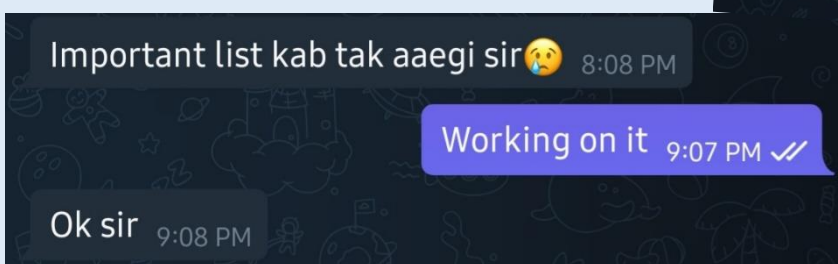 Important list kab tak aaegi sir😢 8:08 PM
Working on it 9:07 PM
Ok sir 9:08 PM